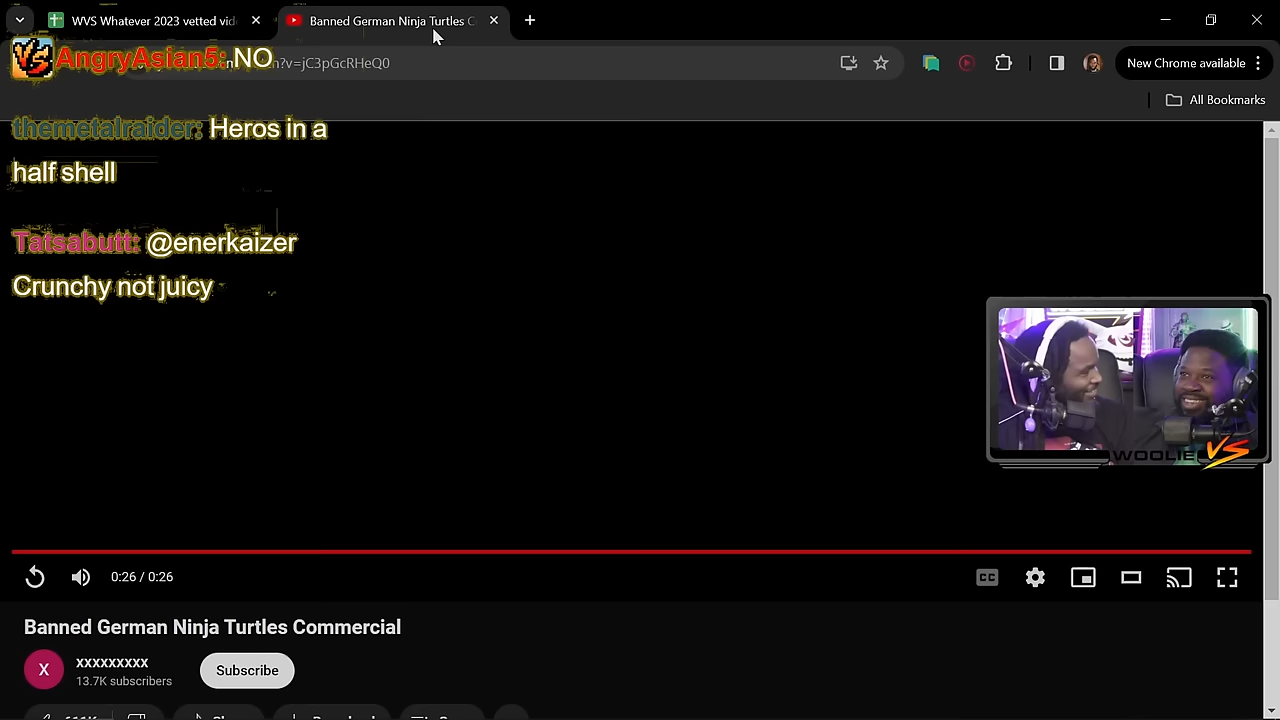 WVS Whatever 2023 vetted vid
Banned German Ninja Turtles C
AngryAsian5: NO
?v=jC3pGcRHeQ0
New Chrome available
All Bookmarks
themetalraider: Heros in a
half shell
Tatsabutt: @enerkaizer
Crunchy not juicy
WOOLIE VS
0:26 / 0:26
CC
Banned German Ninja Turtles Commercial
X
xxxxxxxxx
13.7K subscribers
Subscribe